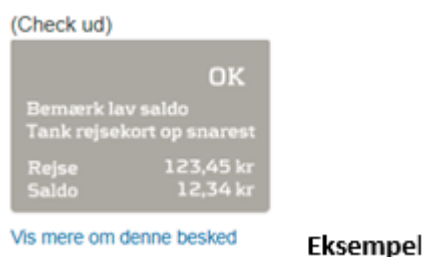 (Check ud)
OK
Bemærk lav saldo
Tank rejsekort op snarest
Rejse 123,45 kr
Saldo 12,34 kr
Vis mere om denne besked
Eksempel